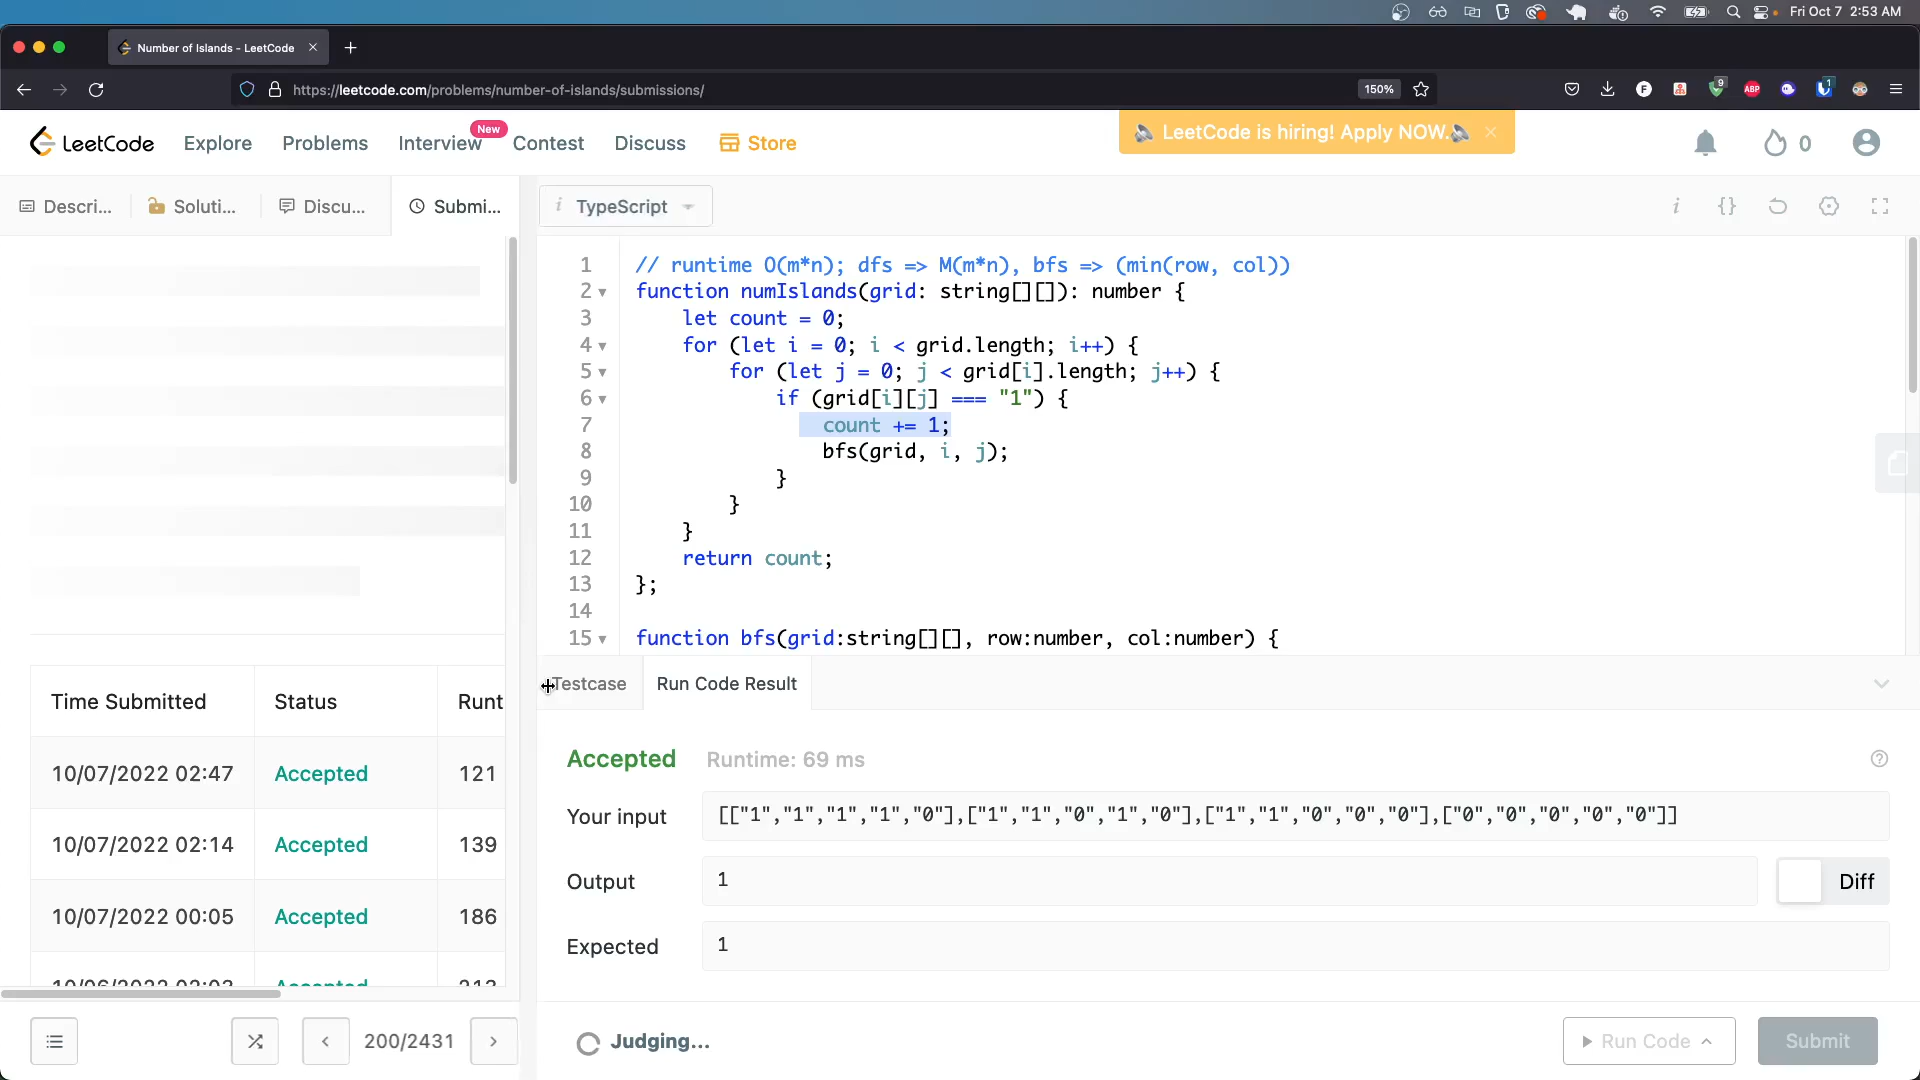 Fri Oct 7 2:53 AM
Number of Islands - LeetCode
https://leetcode.com/problems/number-of-islands/submissions/
150%
9
ABP
1
LeetCode
Explore
Problems
Interview
New
Contest
Discuss
Store
LeetCode is hiring! Apply NOW.
0
Descri...
Soluti...
Discu...
Submi...
i TypeScript
i {}
1 // runtime O(m*n); dfs => M(m*n), bfs => (min(row, col))
2 function numIslands(grid: string[][]): number {
3 let count = 0;
4 for (let i = 0; i < grid.length; i++) {
5 for (let j = 0; j < grid[i].length; j++) {
6 if (grid[i][j] === "1") {
7 count += 1;
8 bfs(grid, i, j);
9 }
10 }
11 }
12 return count;
13 };
14
15 function bfs(grid:string[][], row:number, col:number) {
Testcase
Run Code Result
Time Submitted Status Runt
10/07/2022 02:47 Accepted 121
10/07/2022 02:14 Accepted 139
10/07/2022 00:05 Accepted 186
Accepted Runtime: 69 ms
Your input
[["1","1","1","1","0"],["1","1","0","1","0"],["1","1","0","0","0"],["0","0","0","0","0"]]
Output
1
Diff
Expected
1
200/2431
Judging...
Run Code
Submit